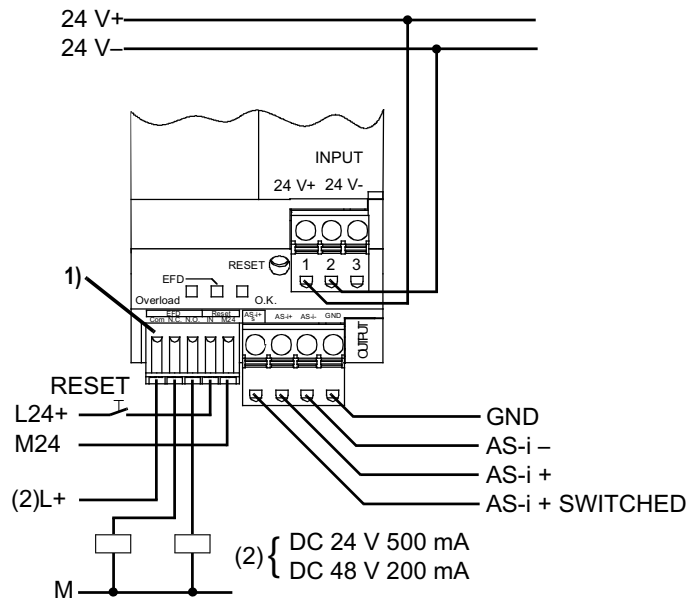 24 V+
24 V–
INPUT
24 V+ 24 V-
RESET
1 2 3
1)
EFD
Overload O.K.
EFD Reset
Com N.C. N.O. IN M24
AS-i+ S AS-i+ AS-i- GND
OUTPUT
RESET
L24+
M24
(2)L+
M
GND
AS-i –
AS-i +
AS-i + SWITCHED
(2) { DC 24 V 500 mA
DC 48 V 200 mA